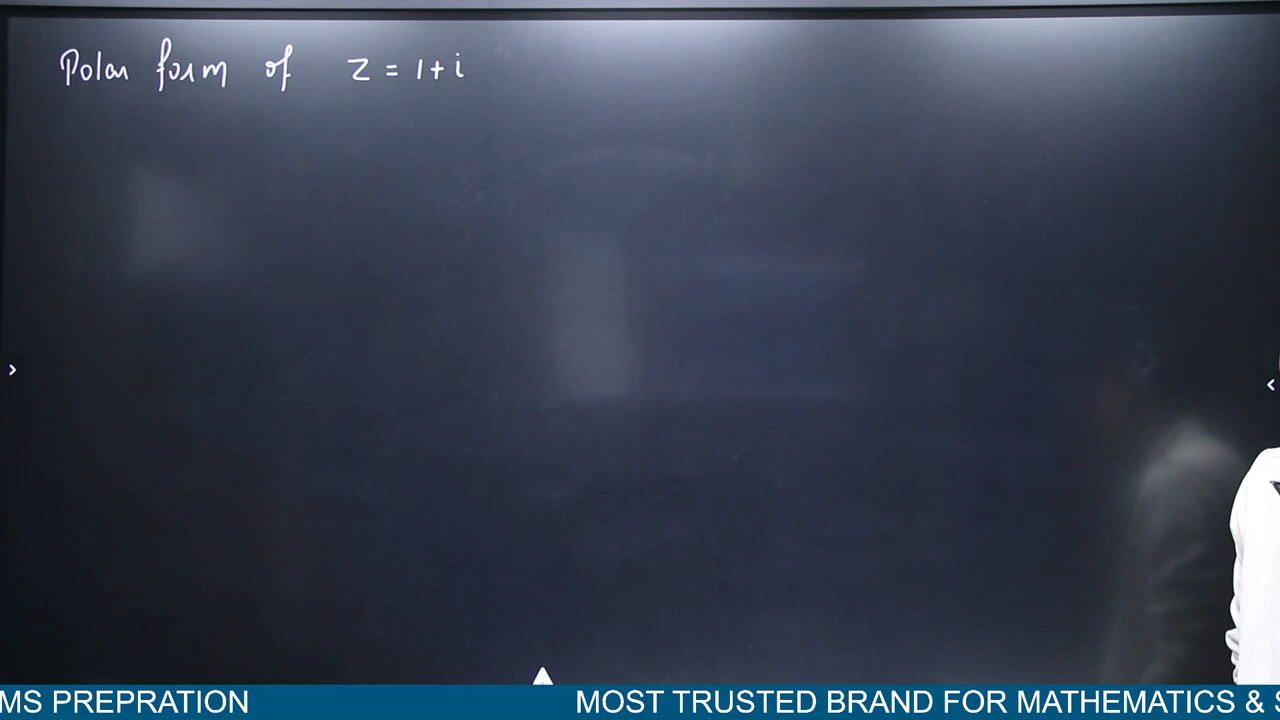 Polar form of z = 1 + i
MS PREPRATION MOST TRUSTED BRAND FOR MATHEMATICS &